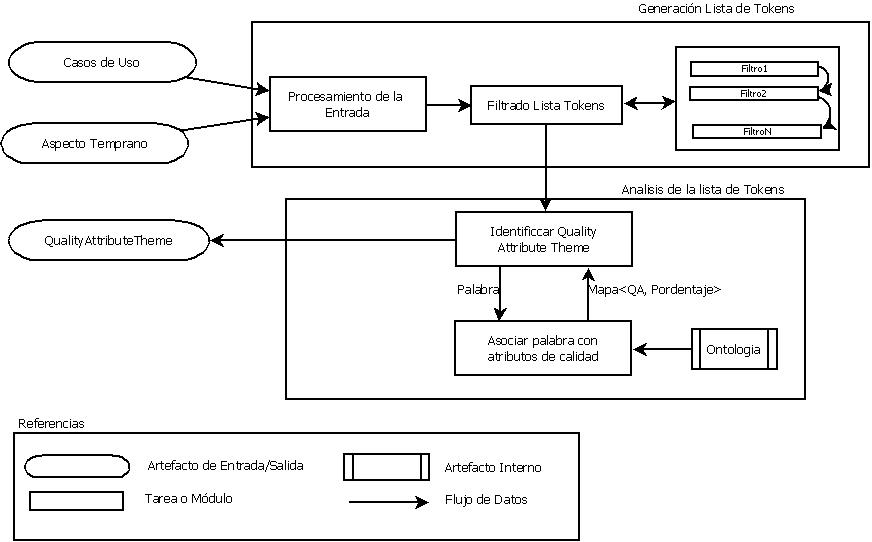 Generación Lista de Tokens
Casos de Uso
Aspecto Temprano
Procesamiento de la
Entrada
Filtrado Lista Tokens
Filtro1
Filtro2
FiltroN
Analisis de la lista de Tokens
QualityAttributeTheme
Identificcar Quality
Attribute Theme
Palabra
Mapa<QA, Pordentaje>
Asociar palabra con
atributos de calidad
Ontologia
Referencias
Artefacto de Entrada/Salida
Artefacto Interno
Tarea o Módulo
Flujo de Datos